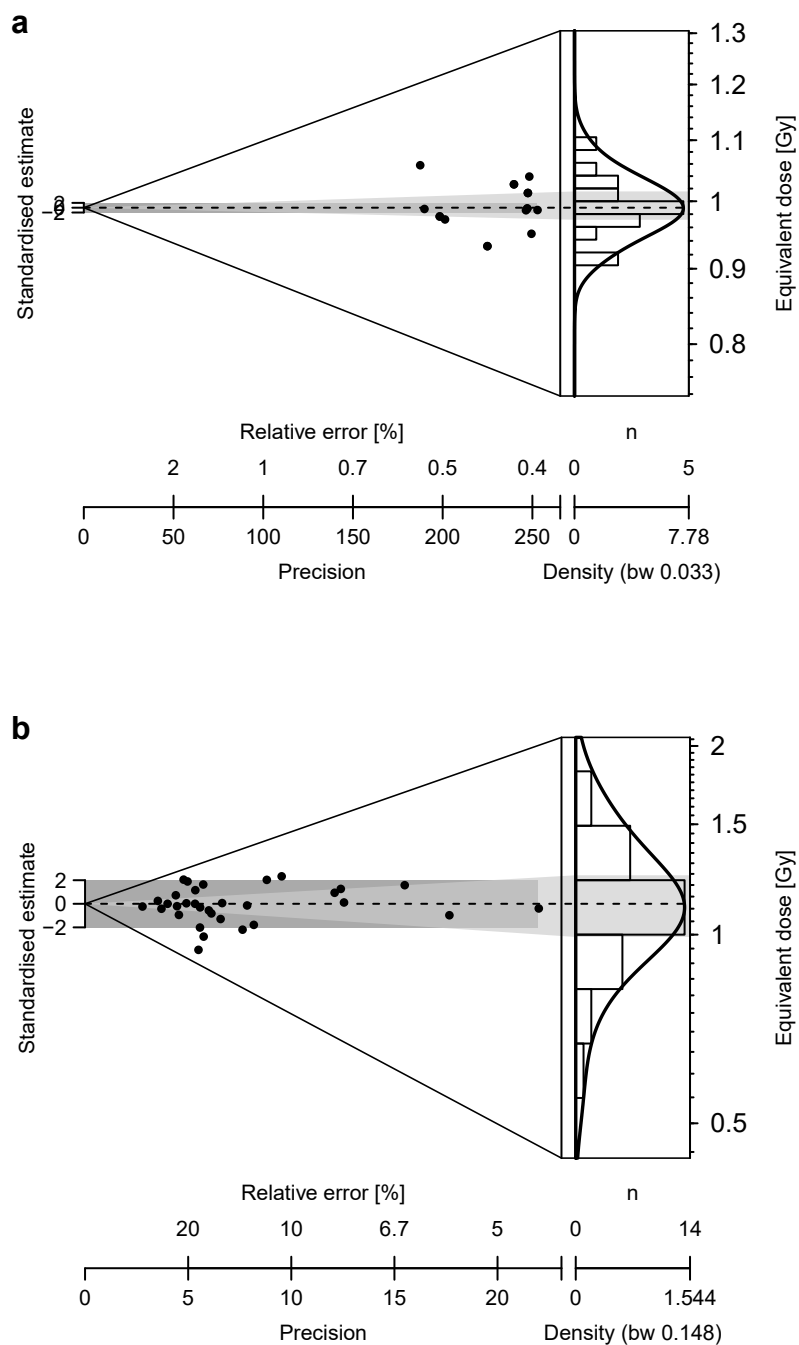 a
Standardised estimate
2
0
−2
1.3
1.2
1.1
1
0.9
0.8
Equivalent dose [Gy]
Relative error [%]
n
2 1 0.7 0.5 0.4 0 5
0 50 100 150 200 250 0 7.78
Precision Density (bw 0.033)
b
Standardised estimate
2
0
−2
2
1.5
1
0.5
Equivalent dose [Gy]
Relative error [%]
n
20 10 6.7 5 0 14
0 5 10 15 20 0 1.544
Precision Density (bw 0.148)